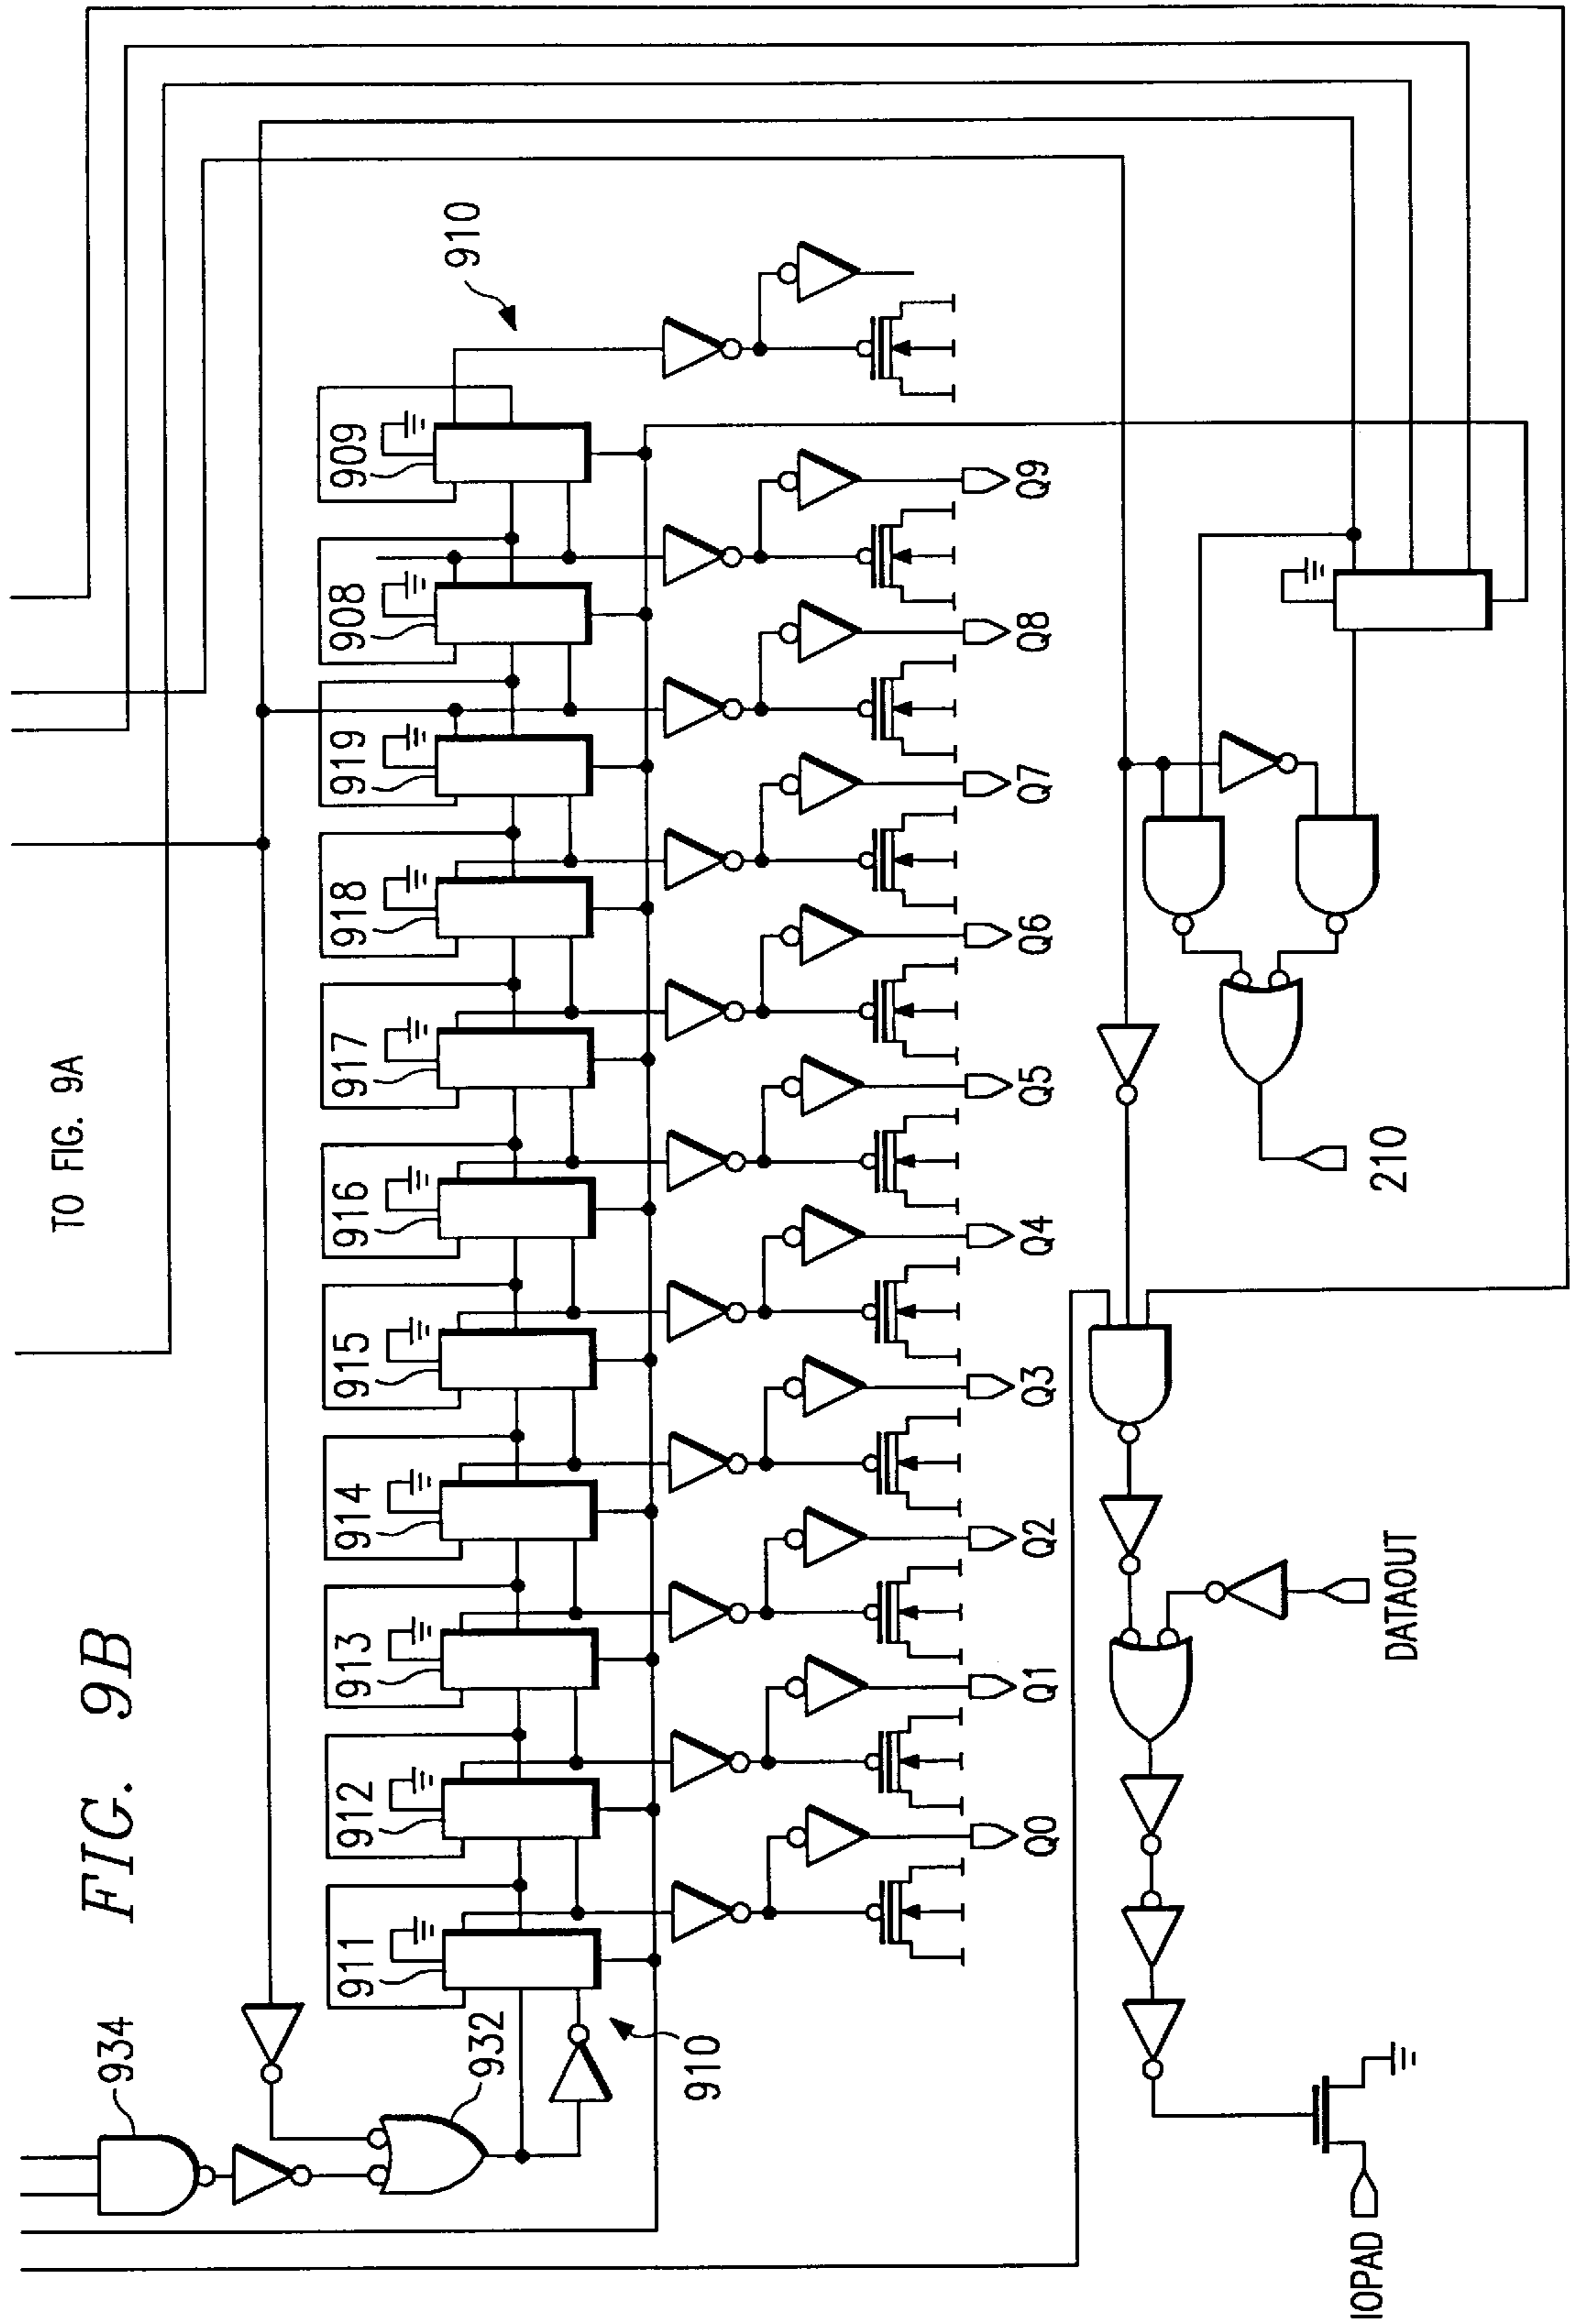 FIG. 9B
TO FIG. 9A
934
932
910
911
912
913
914
915
916
917
918
919
908
909
910
Q0
Q1
Q2
Q3
Q4
Q5
Q6
Q7
Q8
Q9
210
DATAOUT
IOPAD